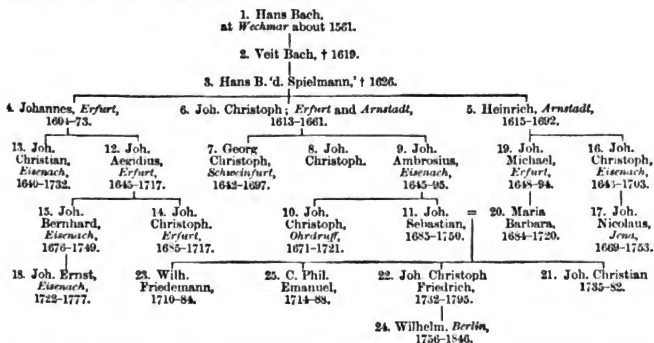 1. Hans Bach,
at Wechmar about 1561.
2. Veit Bach, † 1619.
3. Hans B. 'd. Spielmann,' † 1626.
4. Johannes, Erfurt, 6. Joh. Christoph; Erfurt and Arnstadt, 5. Heinrich, Arnstadt,
1604-73. 1613-1661. 1615-1692.
13. Joh. 12. Joh. 7. Georg 8. Joh. 9. Joh. 19. Joh. 16. Joh.
Christian, Aegidius, Christoph, Christoph. Ambrosius, Michael, Christoph,
Eisenach, Erfurt, Schweinfurt, Eisenach, Erfurt, Eisenach,
1640-1732. 1645-1717. 1642-1697. 1645-95. 1648-94. 1643-1703.
15. Joh. 14. Joh. 10. Joh. 11. Joh. = 20. Maria 17. Joh.
Bernhard, Christoph. Christoph, Sebastian, Barbara, Nicolaus,
Eisenach, Erfurt, Ohrdruff, 1685-1750. 1684-1720. Jena,
1676-1749. 1685-1717. 1671-1721. 1669-1753.
18. Joh. Ernst, 23. Wilh. 25. C. Phil. 22. Joh. Christoph 21. Joh. Christian
Eisenach, Friedemann, Emanuel, Friedrich, 1735-82.
1722-1777. 1710-84. 1714-88. 1732-1795.
24. Wilhelm, Berlin,
1756-1846.